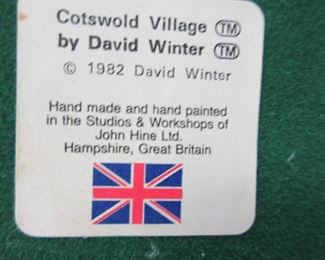 Cotswold Village TM
by David Winter TM
© 1982 David Winter
Hand made and hand painted
in the Studios & Workshops of
John Hine Ltd.
Hampshire, Great Britain